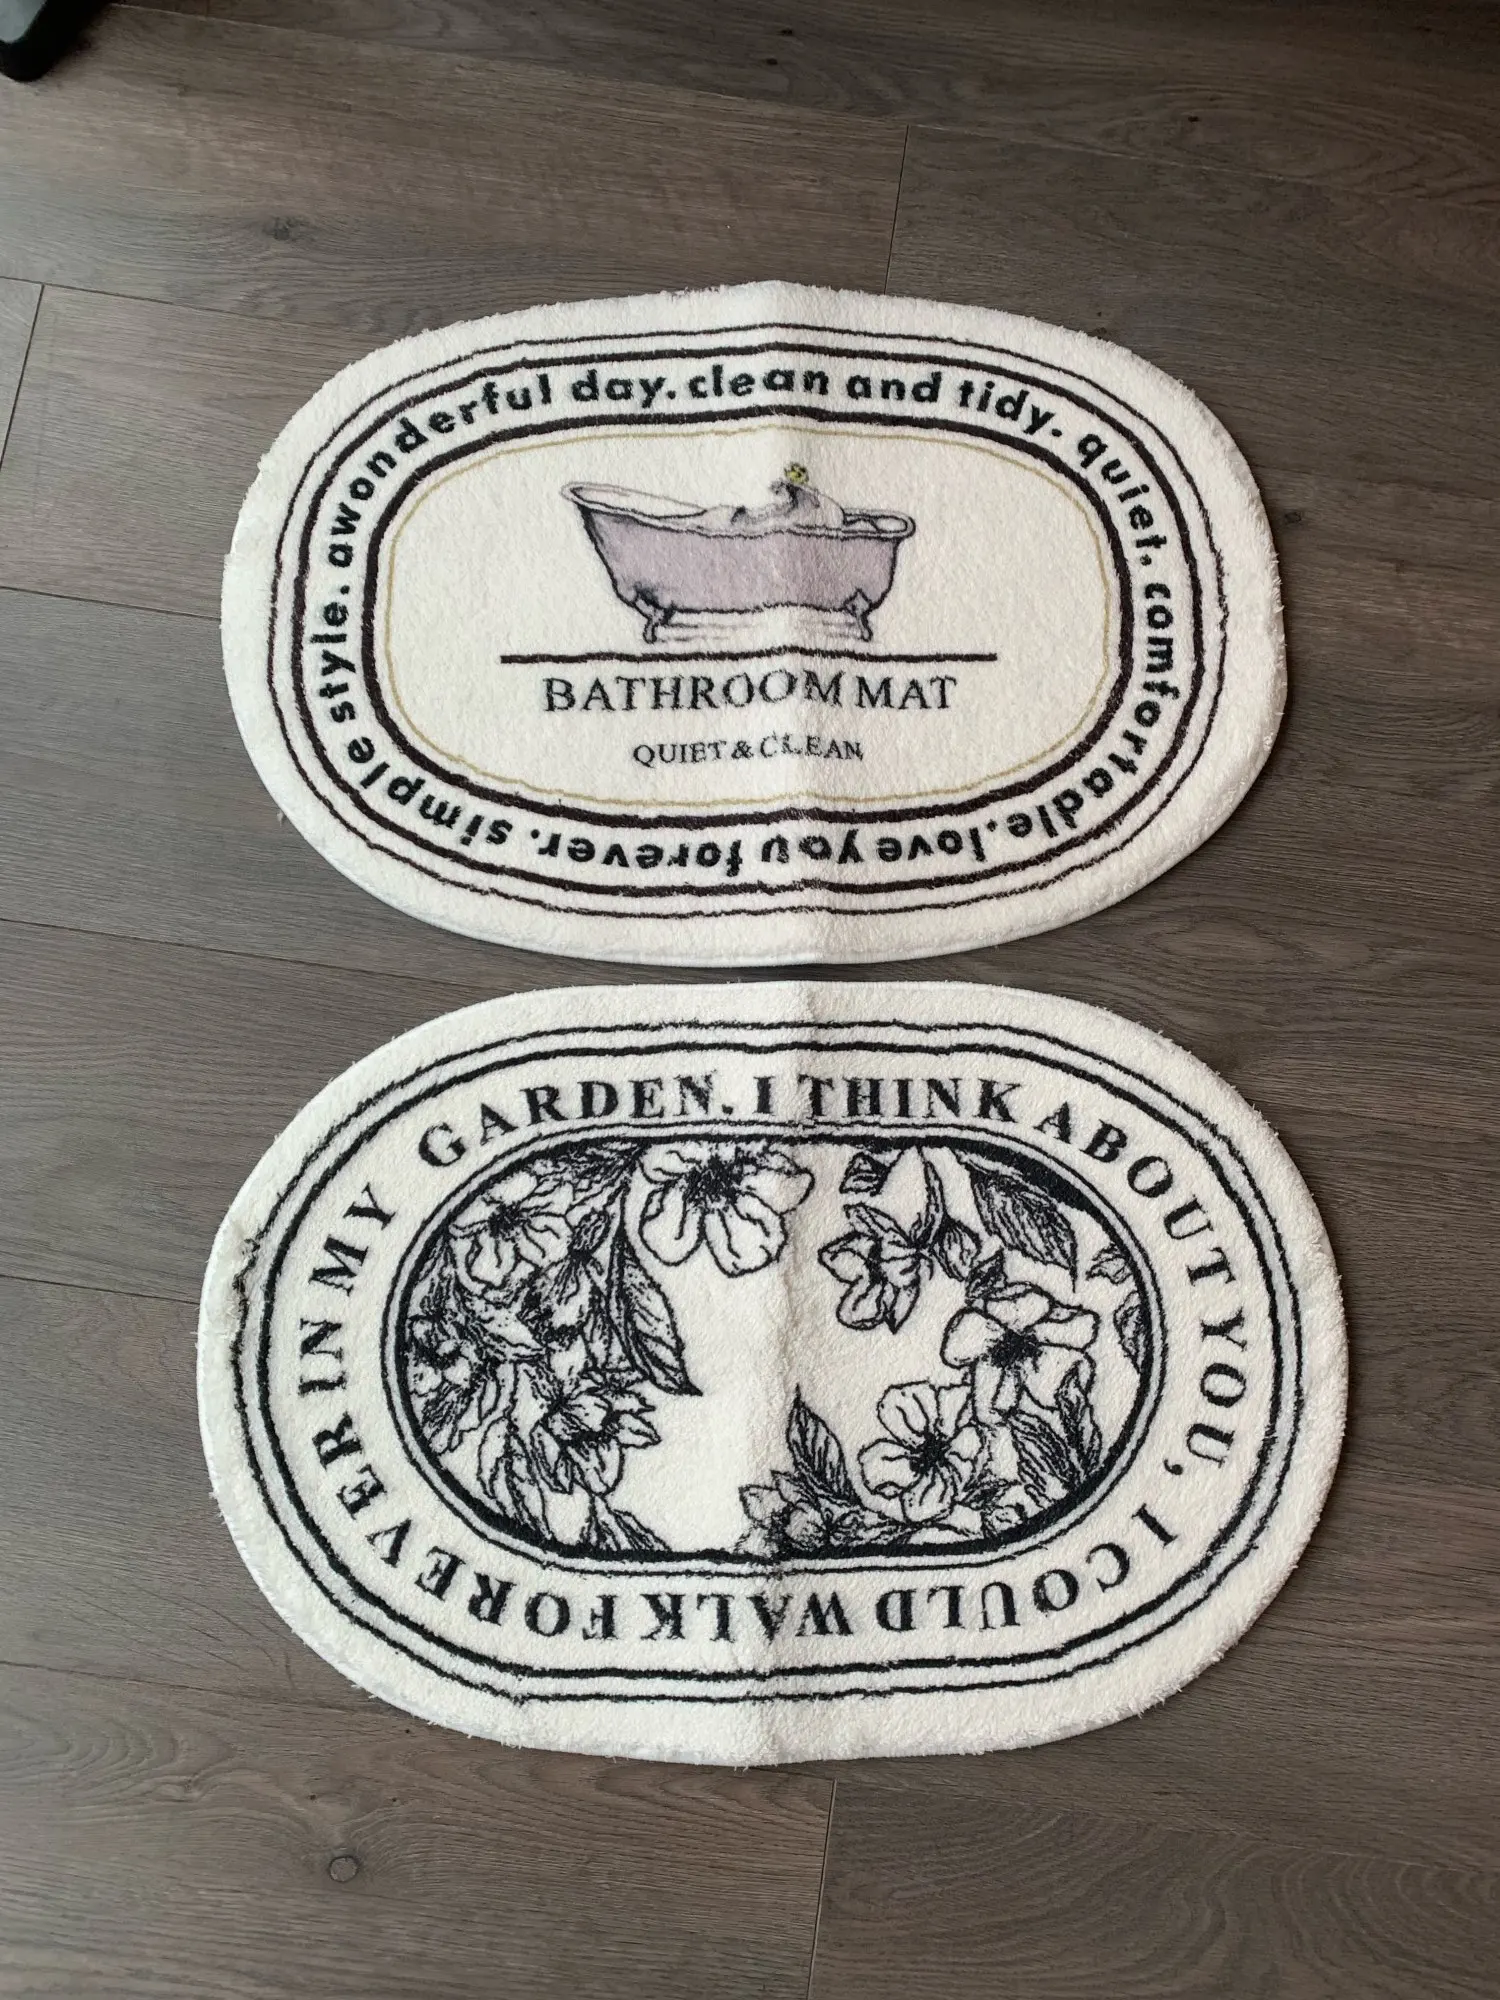 awonderful day. clean and tidy. quiet. comfortadle. love you forever. simple style.
BATHROOM MAT
QUIET & CLEAN
GARDEN. I THINK ABOUT YOU, I COULD WALK FOREVER IN MY